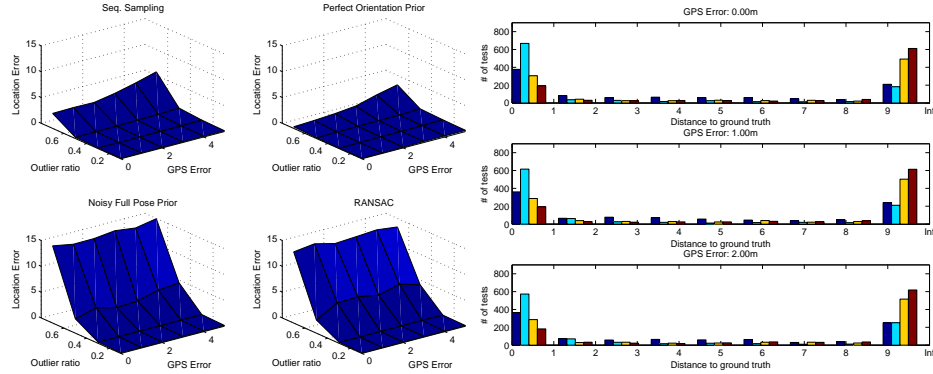 Seq. Sampling
15
10
5
0
Location Error
0.6
0.4
0.2
0
Outlier ratio
0
2
4
GPS Error
Perfect Orientation Prior
15
10
5
0
Location Error
0.6
0.4
0.2
0
Outlier ratio
0
2
4
GPS Error
Noisy Full Pose Prior
15
10
5
0
Location Error
0.6
0.4
0.2
0
Outlier ratio
0
2
4
GPS Error
RANSAC
15
10
5
0
Location Error
0.6
0.4
0.2
0
Outlier ratio
0
2
4
GPS Error
GPS Error: 0.00m
800
600
400
200
0
# of tests
0 1 2 3 4 5 6 7 8 9 Inf
Distance to ground truth
GPS Error: 1.00m
800
600
400
200
0
# of tests
0 1 2 3 4 5 6 7 8 9 Inf
Distance to ground truth
GPS Error: 2.00m
800
600
400
200
0
# of tests
0 1 2 3 4 5 6 7 8 9 Inf
Distance to ground truth